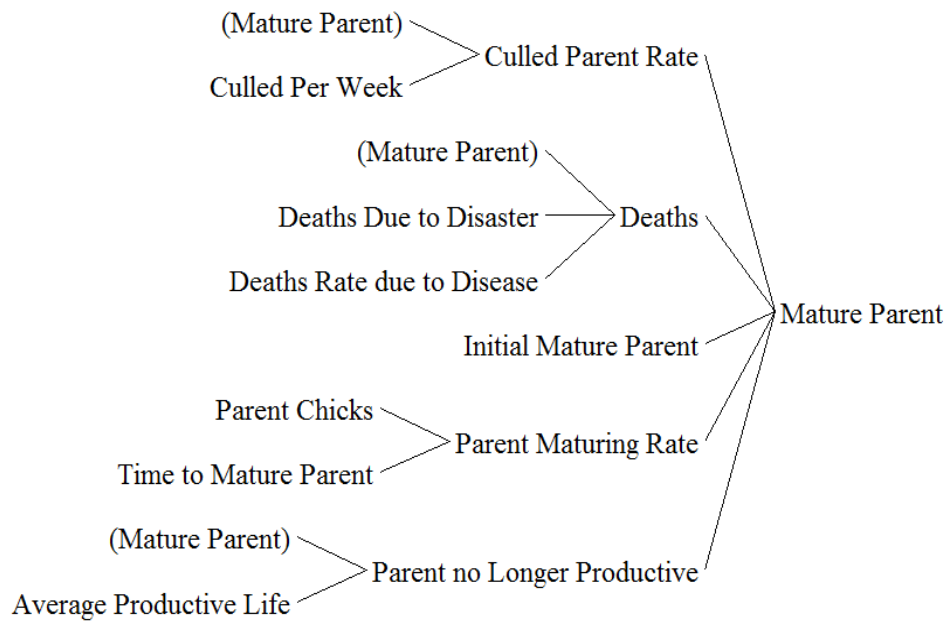 (Mature Parent)
Culled Parent Rate
Culled Per Week
(Mature Parent)
Deaths Due to Disaster
Deaths
Deaths Rate due to Disease
Mature Parent
Initial Mature Parent
Parent Chicks
Parent Maturing Rate
Time to Mature Parent
(Mature Parent)
Parent no Longer Productive
Average Productive Life